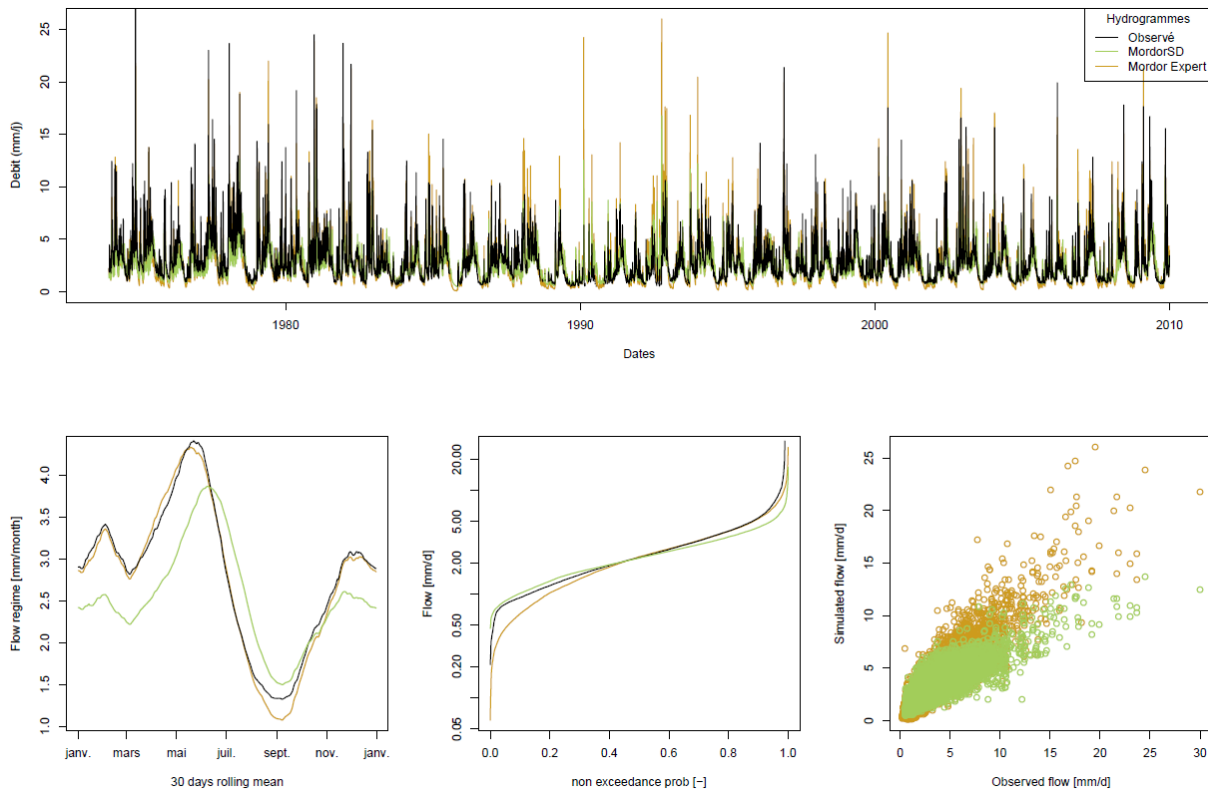 Hydrogrammes
Observé
MordorSD
Mordor Expert
Debit (mm/j)
25
20
15
10
5
0
1980
1990
2000
2010
Dates
Flow regime [mm/month]
4.0
3.5
3.0
2.5
2.0
1.5
1.0
janv.
mars
mai
juil.
sept.
nov.
janv.
30 days rolling mean
Flow [mm/d]
20.00
5.00
2.00
0.50
0.20
0.05
0.0
0.2
0.4
0.6
0.8
1.0
non exceedance prob [−]
Simulated flow [mm/d]
25
20
15
10
5
0
0
5
10
15
20
25
30
Observed flow [mm/d]